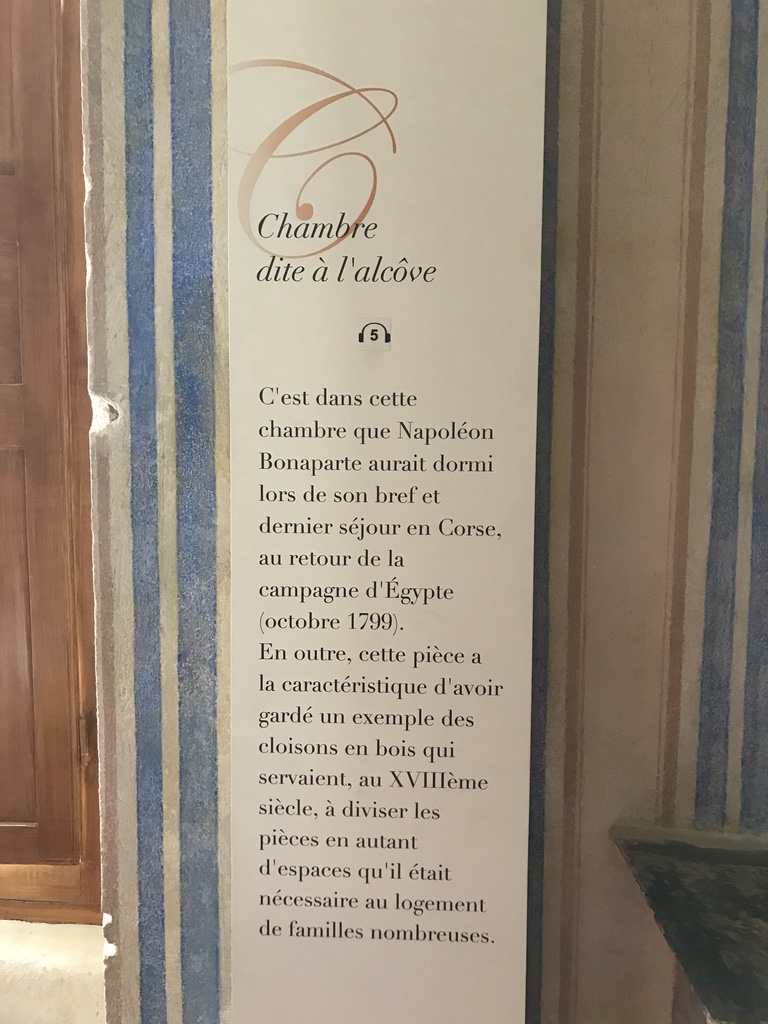 C
Chambre
dite à l'alcôve
5
C'est dans cette
chambre que Napoléon
Bonaparte aurait dormi
lors de son bref et
dernier séjour en Corse,
au retour de la
campagne d'Égypte
(octobre 1799).
En outre, cette pièce a
la caractéristique d'avoir
gardé un exemple des
cloisons en bois qui
servaient, au XVIIIème
siècle, à diviser les
pièces en autant
d'espaces qu'il était
nécessaire au logement
de familles nombreuses.